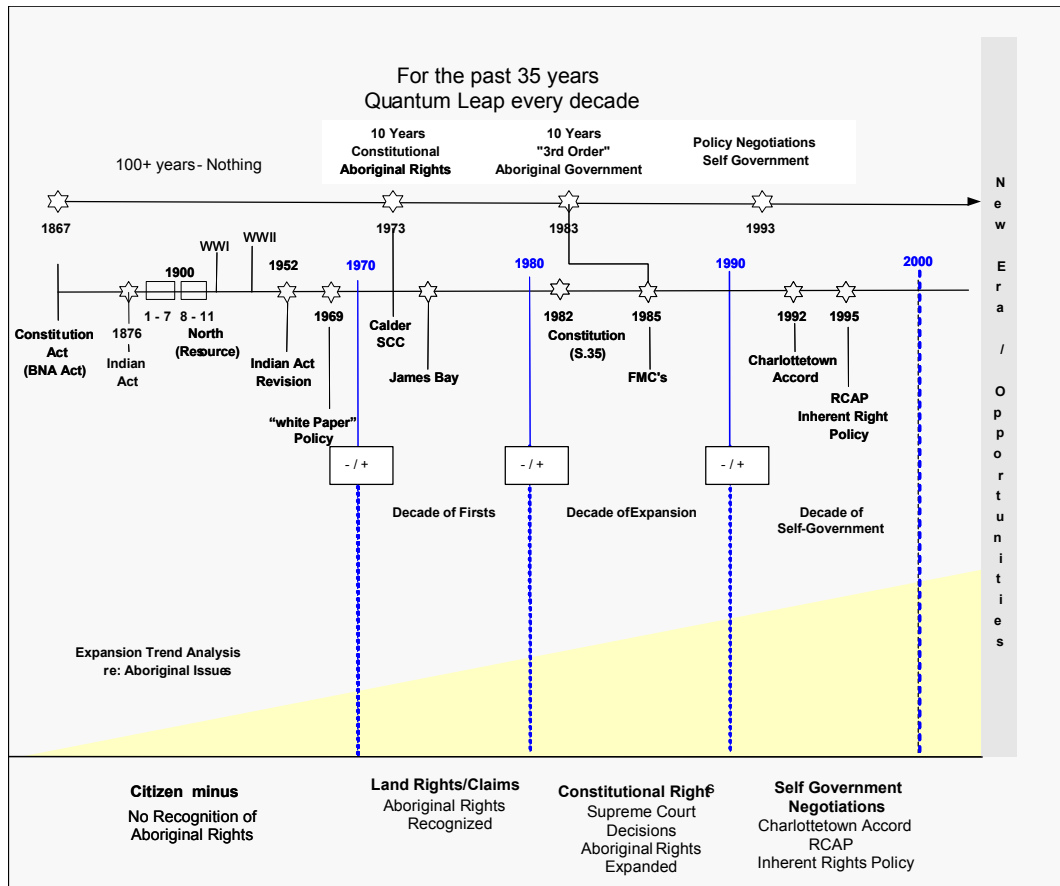 For the past 35 years
Quantum Leap every decade
100+ years - Nothing
10 Years
Constitutional
Aboriginal Rights
10 Years
"3rd Order"
Aboriginal Government
Policy Negotiations
Self Government
1867
1973
1983
1993
WWI
WWII
1900
1952
1970
1980
1990
2000
1 - 7
8 - 11
Constitution
Act
(BNA Act)
1876
Indian
Act
North
(Resource)
Indian Act
Revision
1969
“white Paper”
Policy
Calder
SCC
James Bay
1982
Constitution
(S.35)
1985
FMC's
1992
Charlottetown
Accord
1995
RCAP
Inherent Right
Policy
- / +
- / +
- / +
Decade of Firsts
Decade of Expansion
Decade of
Self-Government
Expansion Trend Analysis
re: Aboriginal Issues
Citizen minus
No Recognition of
Aboriginal Rights
Land Rights/Claims
Aboriginal Rights
Recognized
Constitutional Rights
Supreme Court
Decisions
Aboriginal Rights
Expanded
Self Government
Negotiations
Charlottetown Accord
RCAP
Inherent Rights Policy
New Era / Opportunities